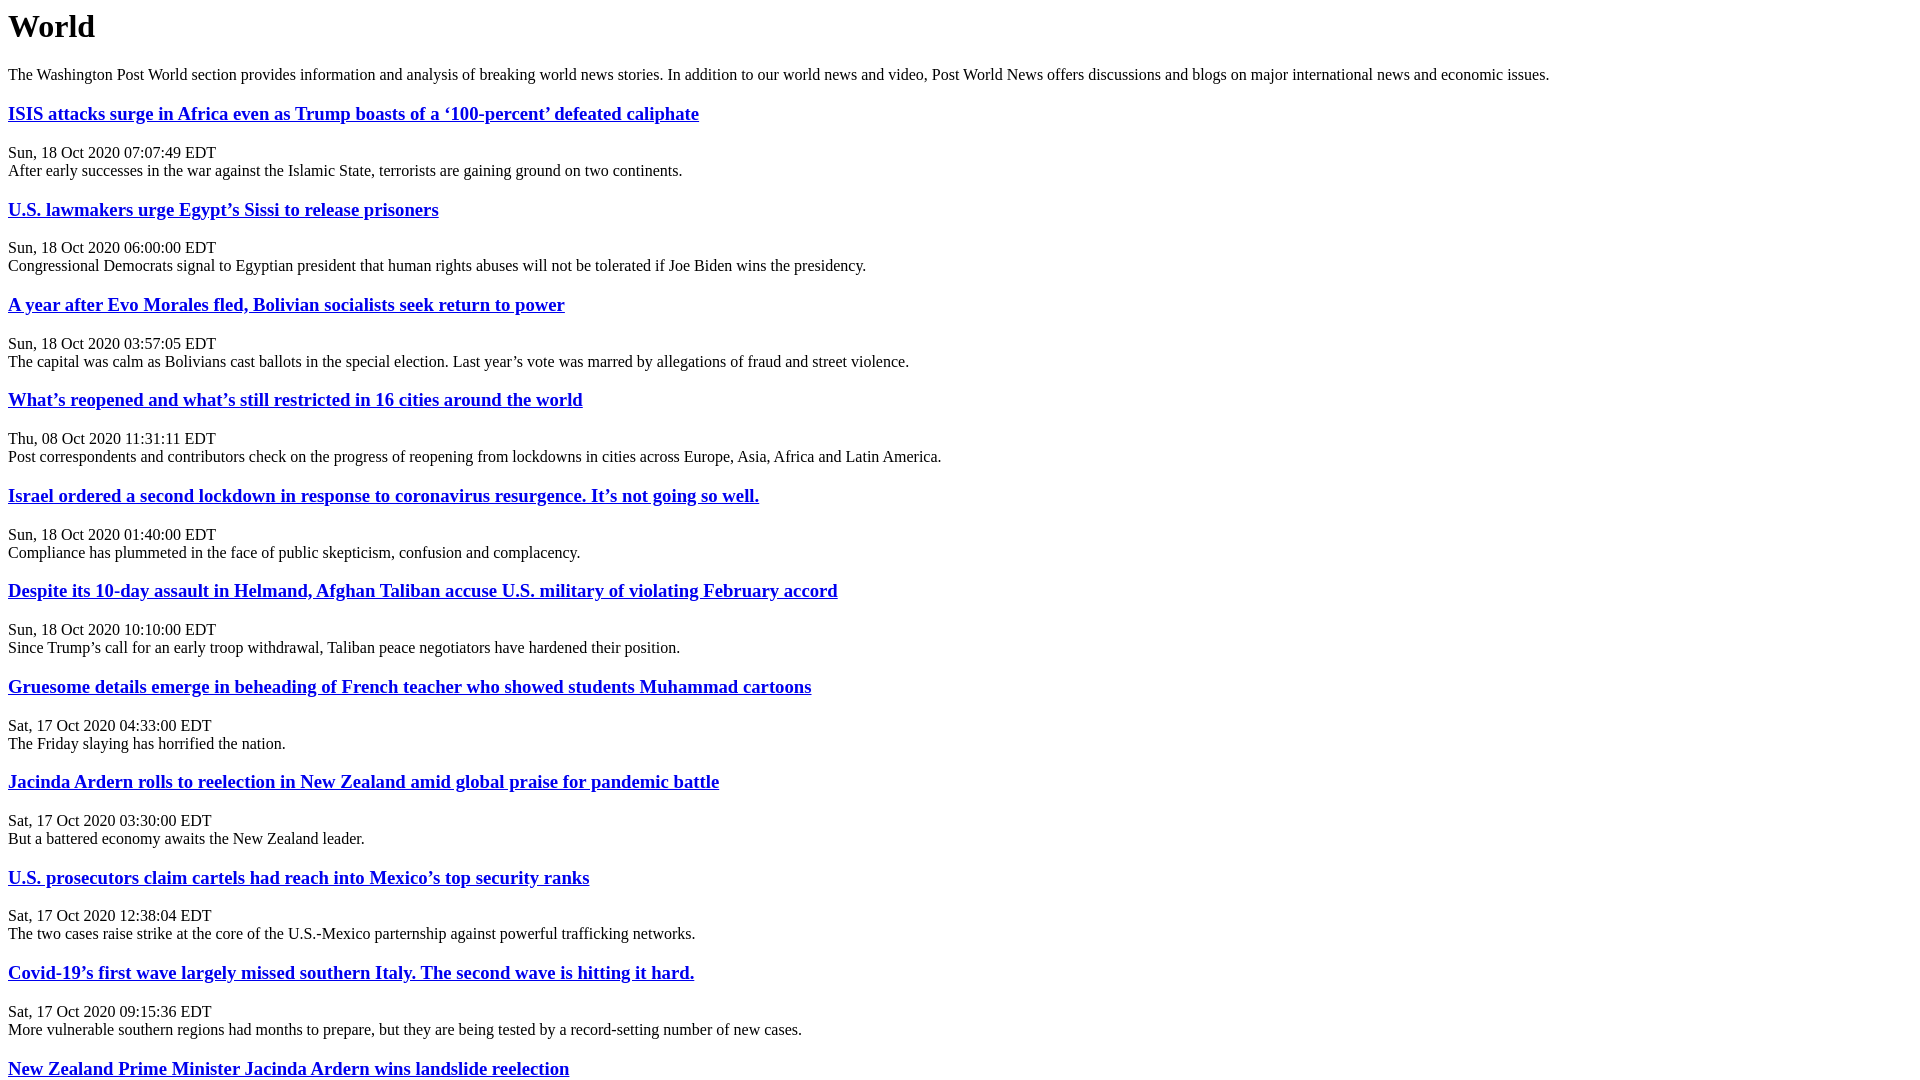 World
The Washington Post World section provides information and analysis of breaking world news stories. In addition to our world news and video, Post World News offers discussions and blogs on major international news and economic issues.
ISIS attacks surge in Africa even as Trump boasts of a ‘100-percent’ defeated caliphate
Sun, 18 Oct 2020 07:07:49 EDT
After early successes in the war against the Islamic State, terrorists are gaining ground on two continents.
U.S. lawmakers urge Egypt’s Sissi to release prisoners
Sun, 18 Oct 2020 06:00:00 EDT
Congressional Democrats signal to Egyptian president that human rights abuses will not be tolerated if Joe Biden wins the presidency.
A year after Evo Morales fled, Bolivian socialists seek return to power
Sun, 18 Oct 2020 03:57:05 EDT
The capital was calm as Bolivians cast ballots in the special election. Last year’s vote was marred by allegations of fraud and street violence.
What’s reopened and what’s still restricted in 16 cities around the world
Thu, 08 Oct 2020 11:31:11 EDT
Post correspondents and contributors check on the progress of reopening from lockdowns in cities across Europe, Asia, Africa and Latin America.
Israel ordered a second lockdown in response to coronavirus resurgence. It’s not going so well.
Sun, 18 Oct 2020 01:40:00 EDT
Compliance has plummeted in the face of public skepticism, confusion and complacency.
Despite its 10-day assault in Helmand, Afghan Taliban accuse U.S. military of violating February accord
Sun, 18 Oct 2020 10:10:00 EDT
Since Trump’s call for an early troop withdrawal, Taliban peace negotiators have hardened their position.
Gruesome details emerge in beheading of French teacher who showed students Muhammad cartoons
Sat, 17 Oct 2020 04:33:00 EDT
The Friday slaying has horrified the nation.
Jacinda Ardern rolls to reelection in New Zealand amid global praise for pandemic battle
Sat, 17 Oct 2020 03:30:00 EDT
But a battered economy awaits the New Zealand leader.
U.S. prosecutors claim cartels had reach into Mexico’s top security ranks
Sat, 17 Oct 2020 12:38:04 EDT
The two cases raise strike at the core of the U.S.-Mexico parternship against powerful trafficking networks.
Covid-19’s first wave largely missed southern Italy. The second wave is hitting it hard.
Sat, 17 Oct 2020 09:15:36 EDT
More vulnerable southern regions had months to prepare, but they are being tested by a record-setting number of new cases.
New Zealand Prime Minister Jacinda Ardern wins landslide reelection